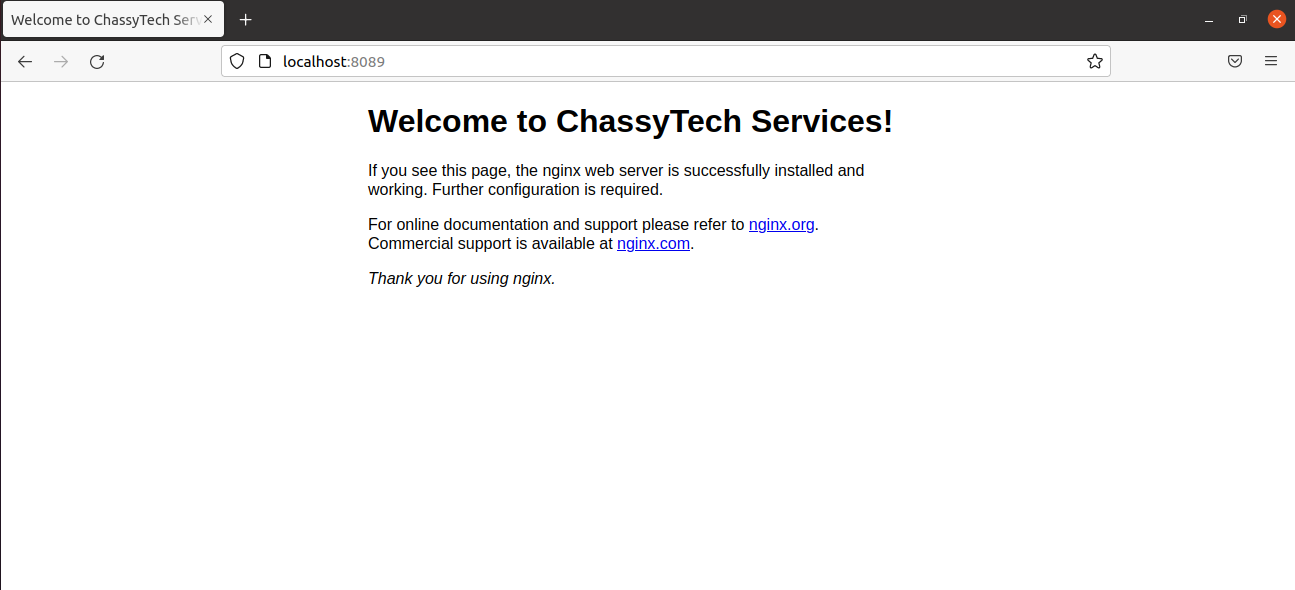 Welcome to ChassyTech Serv
localhost:8089
Welcome to ChassyTech Services!
If you see this page, the nginx web server is successfully installed and
working. Further configuration is required.
For online documentation and support please refer to nginx.org.
Commercial support is available at nginx.com.
Thank you for using nginx.